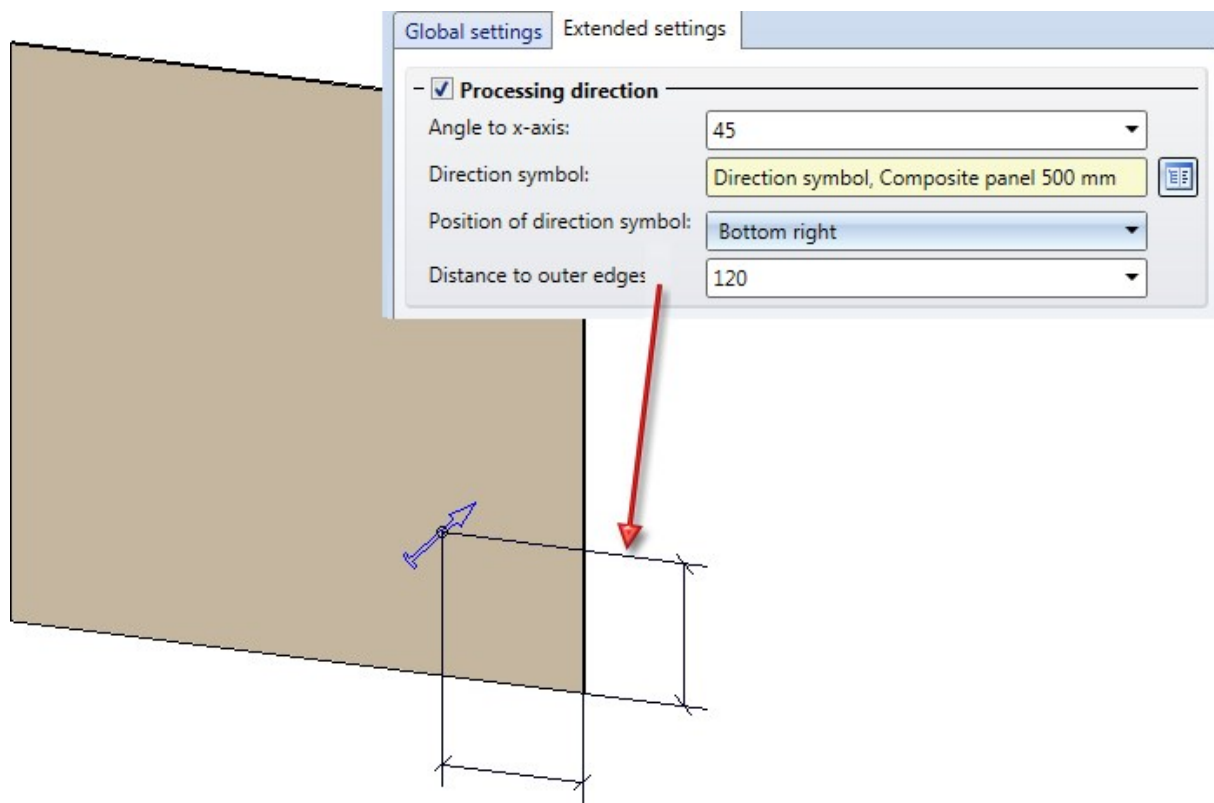 Global settings Extended settings
Processing direction
Angle to x-axis: 45
Direction symbol: Direction symbol, Composite panel 500 mm
Position of direction symbol: Bottom right
Distance to outer edges 120